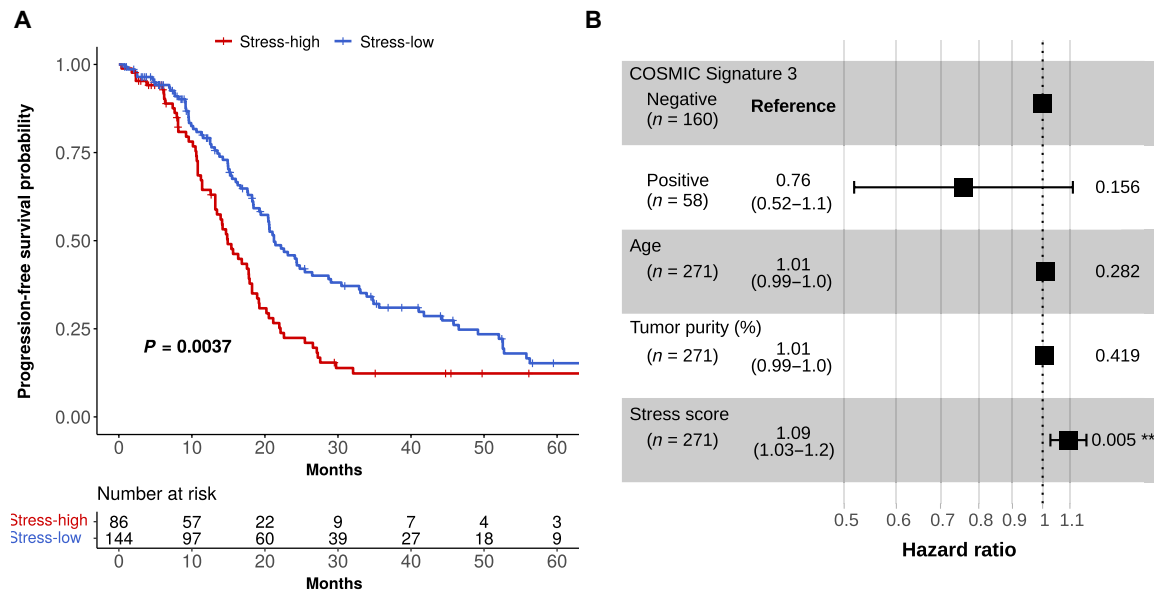 A
Stress-high Stress-low
Progression-free survival probability
1.00
0.75
0.50
0.25
0.00
P = 0.0037
0 10 20 30 40 50 60
Months
Number at risk
Stress-high 86 57 22 9 7 4 3
Stress-low 144 97 60 39 27 18 9
0 10 20 30 40 50 60
Months
B
COSMIC Signature 3
Negative
(n = 160)
Reference
Positive
(n = 58)
0.76
(0.52–1.1)
0.156
Age
(n = 271)
1.01
(0.99–1.0)
0.282
Tumor purity (%)
(n = 271)
1.01
(0.99–1.0)
0.419
Stress score
(n = 271)
1.09
(1.03–1.2)
0.005 **
0.5 0.6 0.7 0.8 0.9 1 1.1
Hazard ratio